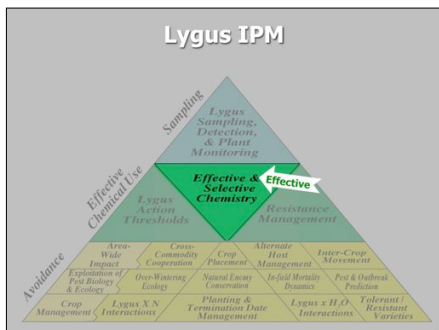 Lygus IPM
Sampling
Lygus
Sampling,
Detection,
& Plant
Monitoring
Effective
Chemical Use
Effective &
Selective
Chemistry
Effective
Lygus
Action
Thresholds
Resistance
Management
Avoidance
Area-
Wide
Impact
Cross-
Commodity
Cooperation
Crop
Placement
Alternate
Host
Management
Inter-Crop
Movement
Exploitation of
Pest Biology
& Ecology
Over-Wintering
Ecology
Natural Enemy
Conservation
In-field Mortality
Dynamics
Pest & Outbreak
Prediction
Crop
Management
Lygus X N
Interactions
Planting &
Termination Date
Management
Lygus x H2O
Interactions
Tolerant /
Resistant
Varieties